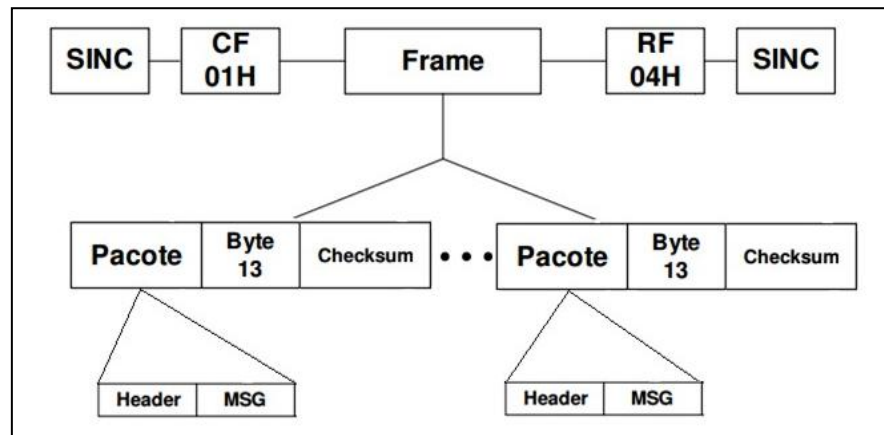 SINC
CF
01H
Frame
RF
04H
SINC
Pacote
Byte
13
Checksum
Pacote
Byte
13
Checksum
Header
MSG
Header
MSG